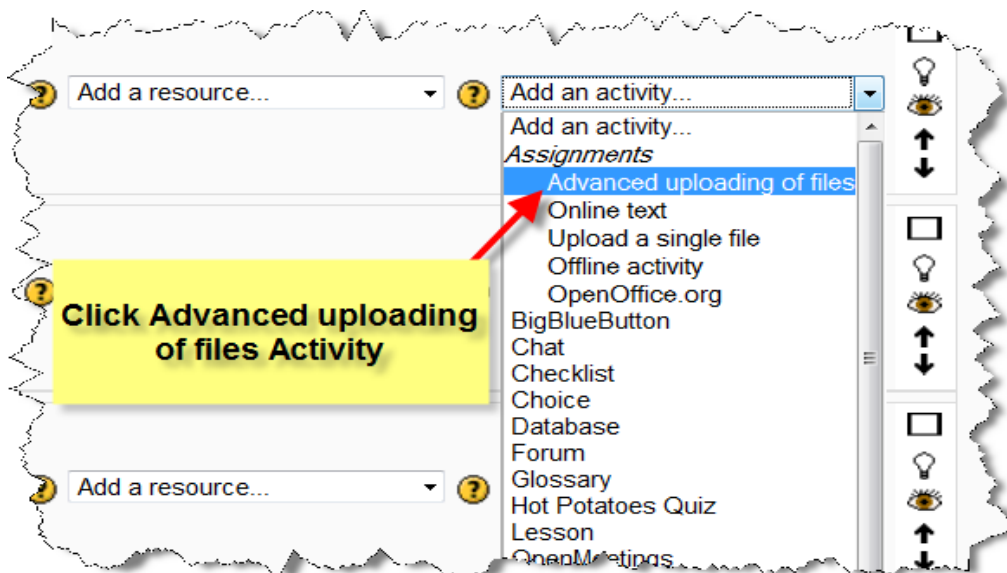 Add a resource...
Add an activity...
Add an activity...
Assignments
Advanced uploading of files
Online text
Upload a single file
Offline activity
OpenOffice.org
Click Advanced uploading
of files Activity
BigBlueButton
Chat
Checklist
Choice
Database
Forum
Glossary
Add a resource...
Hot Potatoes Quiz
Lesson
OpenMeetings